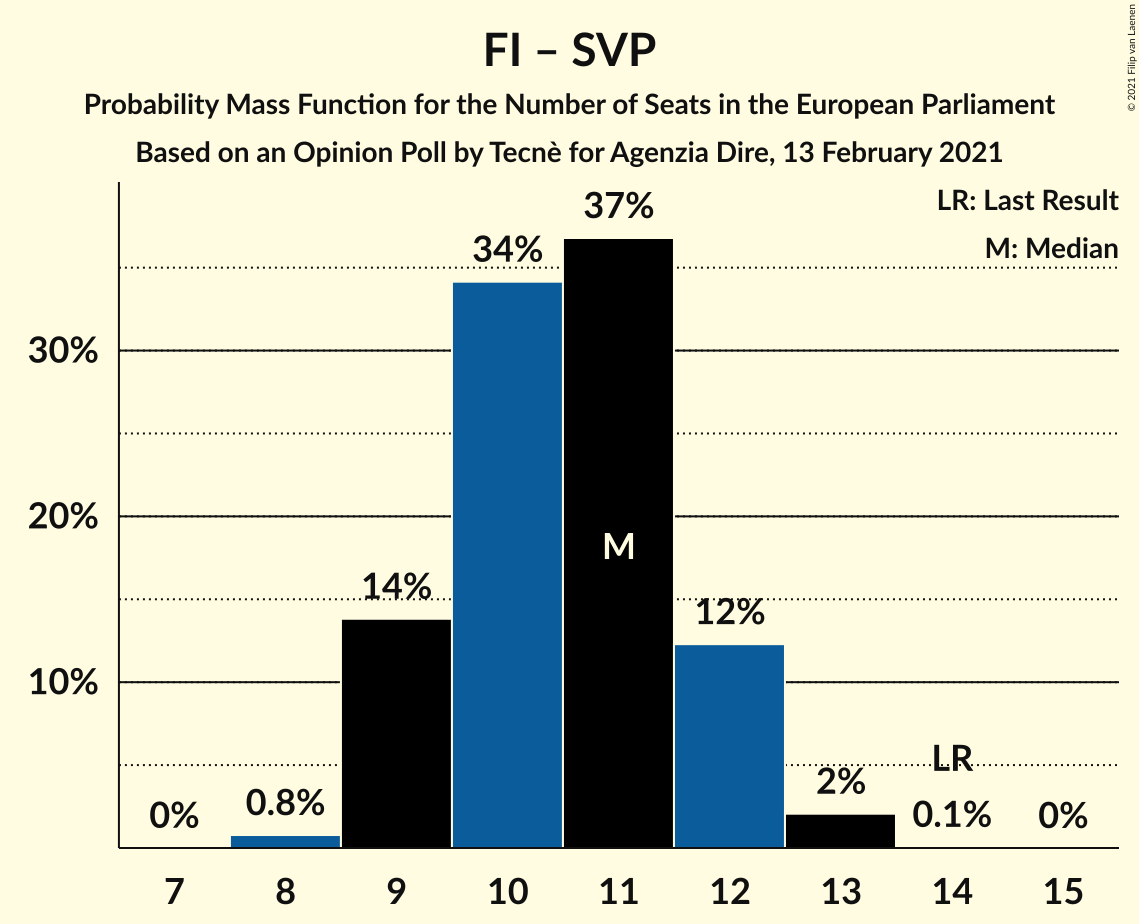 FI – SVP
Probability Mass Function for the Number of Seats in the European Parliament
Based on an Opinion Poll by Tecnè for Agenzia Dire, 13 February 2021
© 2021 Filip van Laenen
LR: Last Result
M: Median
37%
34%
30%
20%
M
14%
12%
10%
LR
2%
0.8%
0%
0.1%
0%
7 8 9 10 11 12 13 14 15